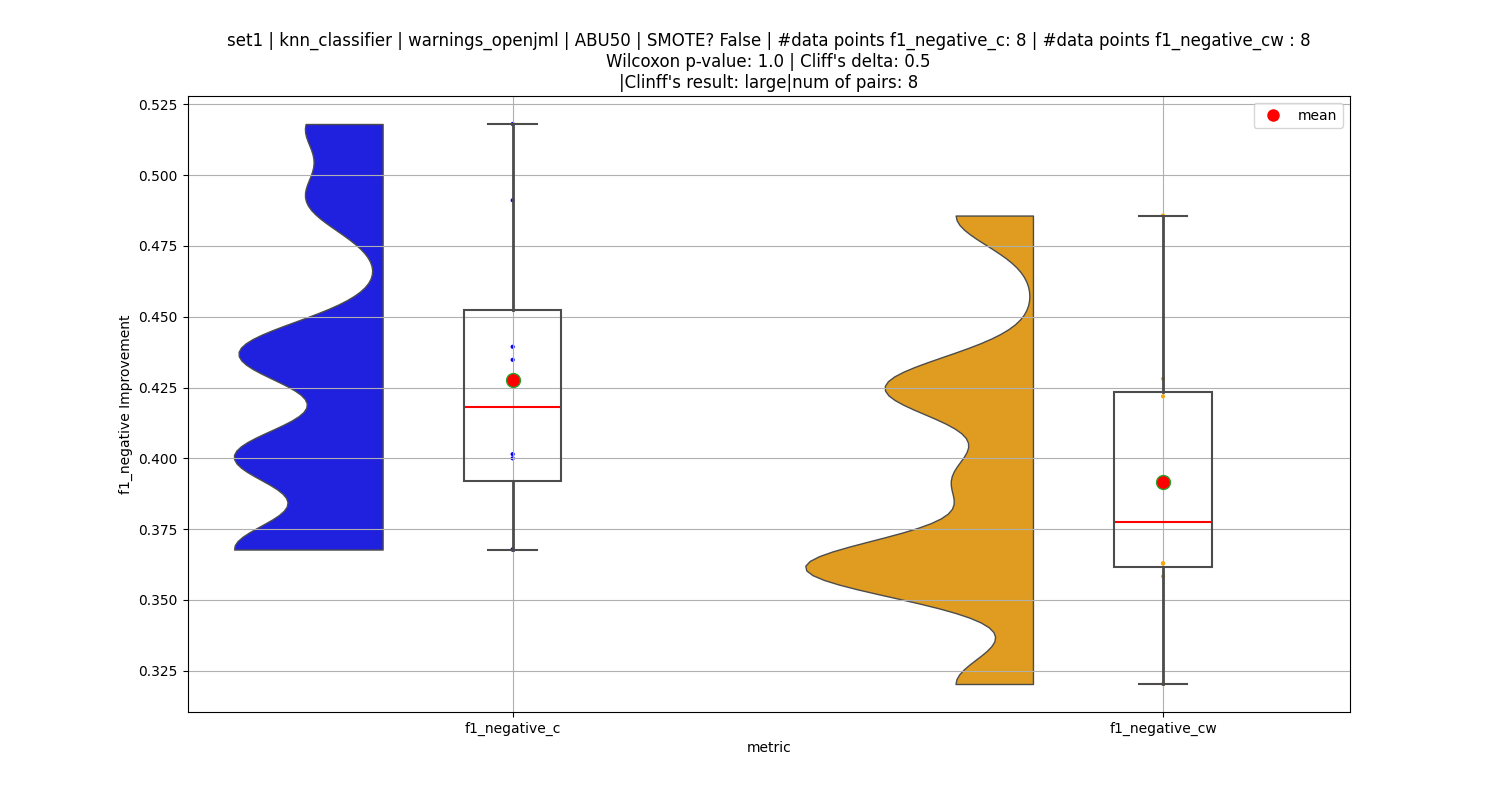 set1 | knn_classifier | warnings_openjml | ABU50 | SMOTE? False | #data points f1_negative_c: 8 | #data points f1_negative_cw : 8
Wilcoxon p-value: 1.0 | Cliff's delta: 0.5
|Clinff's result: large|num of pairs: 8
mean
0.525
0.500
0.475
0.450
0.425
0.400
0.375
0.350
0.325
f1_negative Improvement
f1_negative_c
f1_negative_cw
metric